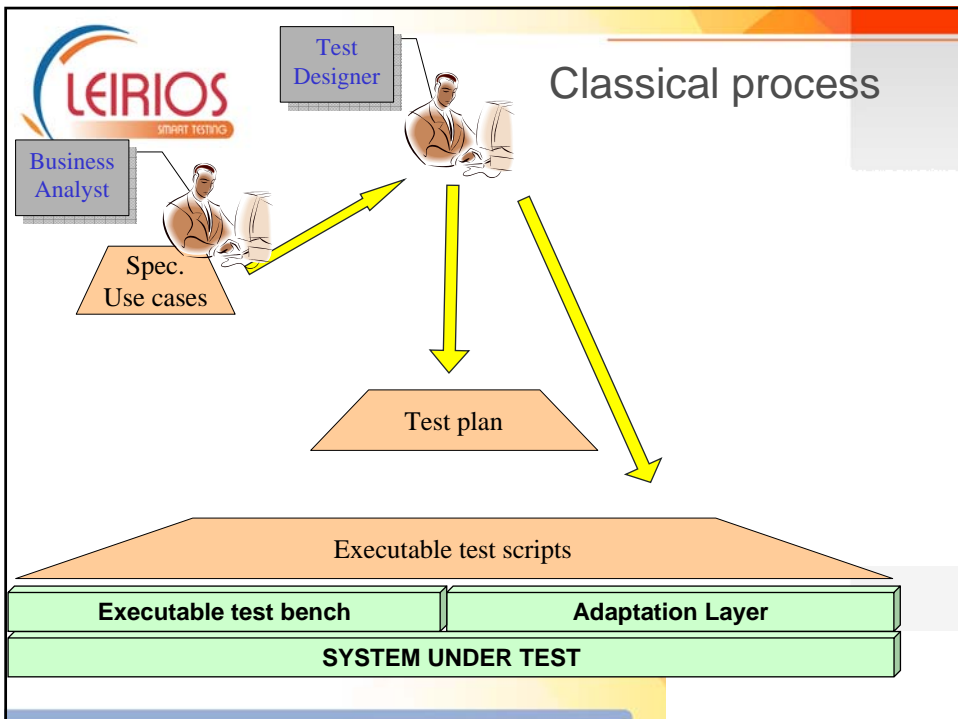 LEIRIOS
SMART TESTING
Test
Designer
Classical process
Business
Analyst
Spec.
Use cases
Test plan
Executable test scripts
Executable test bench
Adaptation Layer
SYSTEM UNDER TEST